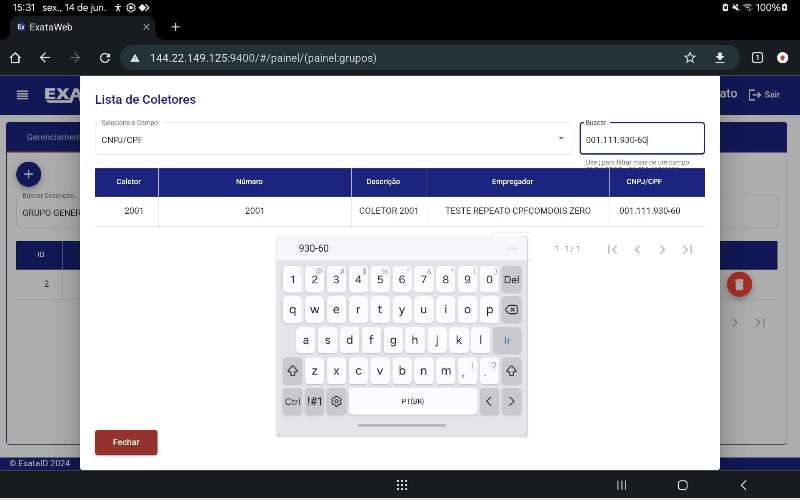 15:31 sex., 14 de jun. 100%
Ex ExataWeb
144.22.149.125:9400/#/painel/(painel:grupos) 1
EXA ato Sair
Lista de Coletores
Gerenciament
Selecione o Campo
CNPJ/CPF
Buscar
001.111.930-60
Use ; para filtrar mais de um campo
Buscar Descrição...
GRUPO GENER
Coletor Número Descrição Empregador CNPJ/CPF
2001 2001 COLETOR 2001 TESTE REPEATO CPFCOMDOIS ZERO 001.111.930-60
ID
2
1 - 1 / 1
930-60 ...
1 2 3 4 5 6 7 8 9 0 Del
q w e r t y u i o p
a s d f g h j k l Ir
z x c v b n m , ! . ?
Ctrl !#1 PT(BR) < >
Fechar
© ExataID 2024